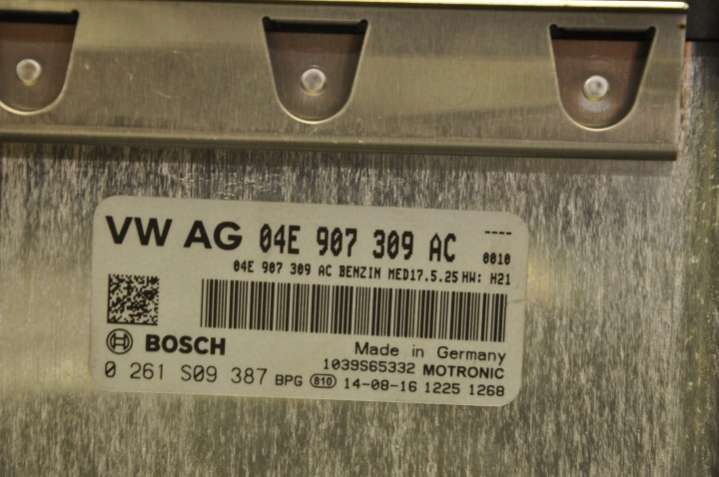 VW AG 04E 907 309 AC ----
0010
04E 907 309 AC BENZIN MED17.5.25 HW: H21
BOSCH
Made in Germany
1039S65332 MOTRONIC
0 261 S09 387 BPG 810 14-08-16 1225 1268